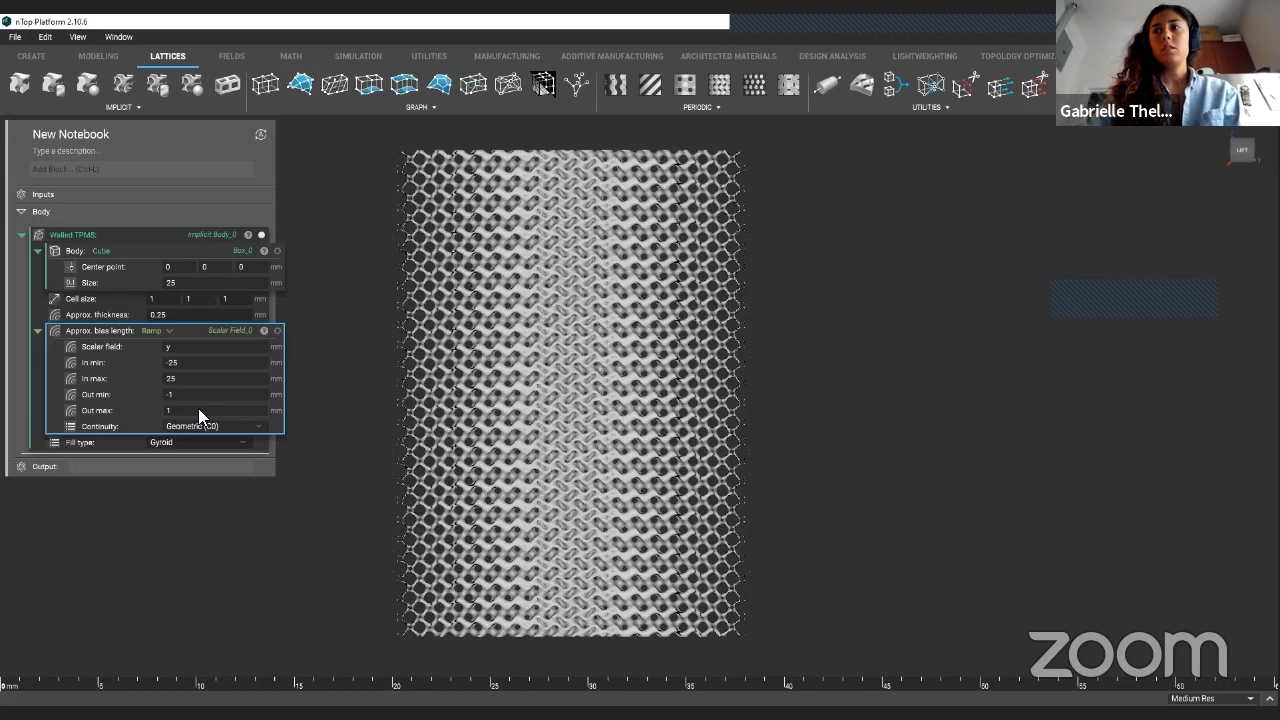 nTop Platform 2.10.6
File Edit View Window
CREATE MODELING LATTICES FIELDS MATH SIMULATION UTILITIES MANUFACTURING ADDITIVE MANUFACTURING ARCHITECTED MATERIALS DESIGN ANALYSIS LIGHTWEIGHTING TOPOLOGY OPTIMIZ
IMPLICIT GRAPH PERIODIC UTILITIES
Gabrielle Thel...
LEFT
New Notebook
Type a description...
Add Block... (Ctrl+L)
Inputs
Body
Walled TPMS: Implicit Body_0
Body: Cube Box_0
Center point: 0 0 0 mm
Size: 25
Cell size: 1 1 1 mm
Approx. thickness: 0.25 mm
Approx. bias length: Ramp Scalar Field_0
Scalar field: y mm
In min: -25 mm
In max: 25 mm
Out min: -1 mm
Out max: 1 mm
Continuity: Geometric (C0)
Fill type: Gyroid
Output:
zoom
0 mm 5 10 15 20 25 30 35 40 45 50 55 60
Medium Res